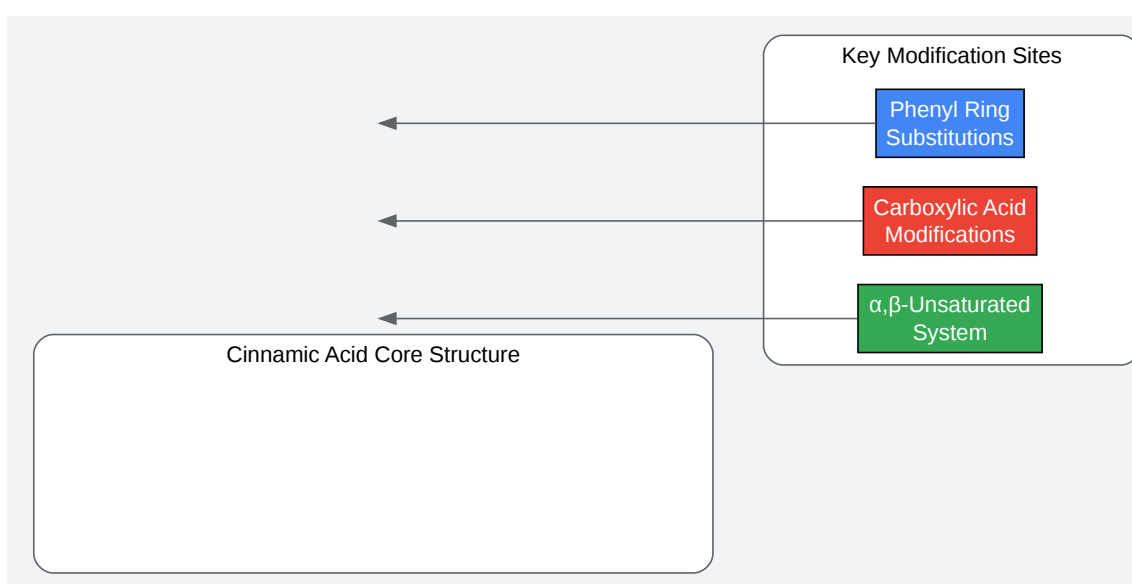 Key Modification Sites
Phenyl Ring
Substitutions
Carboxylic Acid
Modifications
α,β-Unsaturated
System
Cinnamic Acid Core Structure